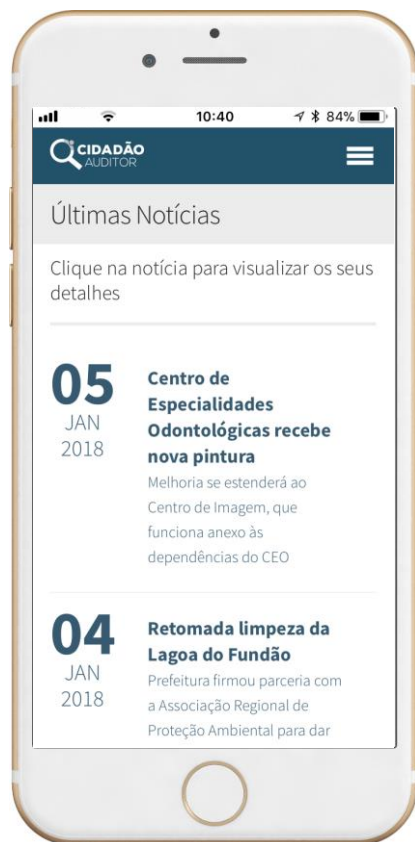 10:40
84%
CIDADÃO
AUDITOR
Últimas Notícias
Clique na notícia para visualizar os seus
detalhes
05
JAN
2018
Centro de
Especialidades
Odontológicas recebe
nova pintura
Melhoria se estenderá ao
Centro de Imagem, que
funciona anexo às
dependências do CEO
04
JAN
2018
Retomada limpeza da
Lagoa do Fundão
Prefeitura firmou parceria com
a Associação Regional de
Proteção Ambiental para dar